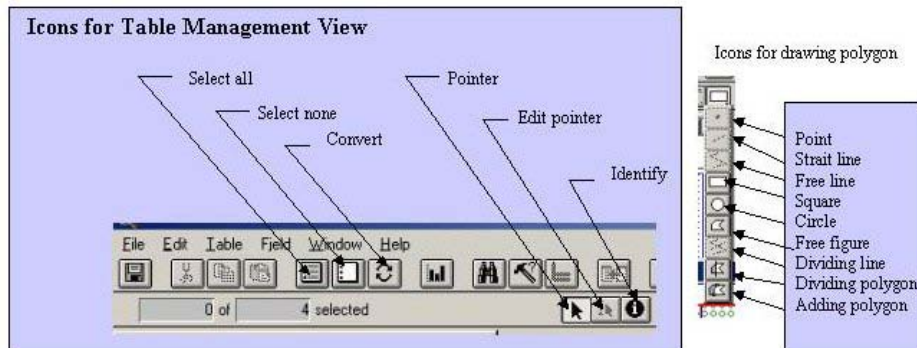 Icons for Table Management View
Select all
Select none
Convert
Pointer
Edit pointer
Identify
File Edit Table Field Window Help
0 of 4 selected
Icons for drawing polygon
Point
Strait line
Free line
Square
Circle
Free figure
Dividing line
Dividing polygon
Adding polygon